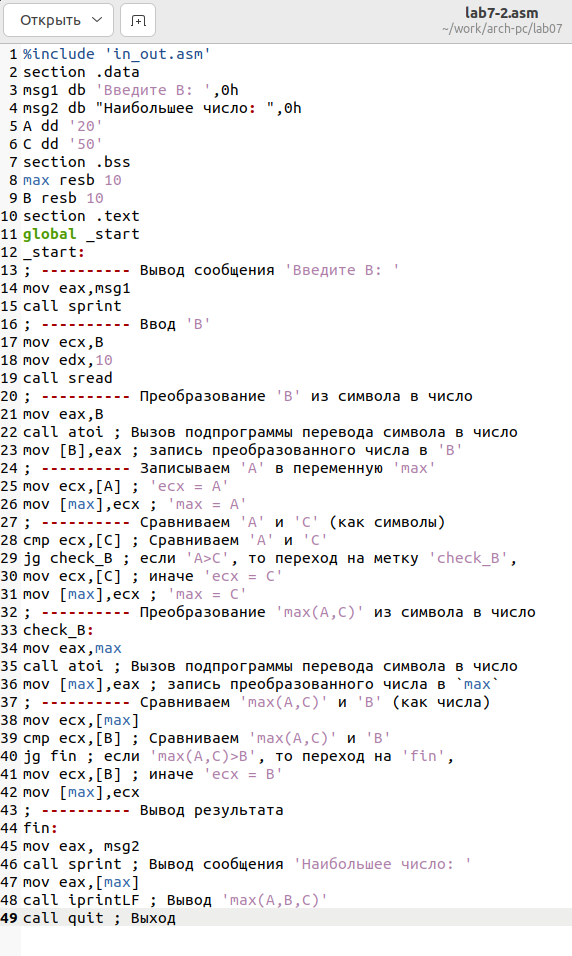 Открыть
lab7-2.asm
~/work/arch-pc/lab07
1 %include 'in_out.asm'
2 section .data
3 msg1 db 'Введите B: ',0h
4 msg2 db "Наибольшее число: ",0h
5 A dd '20'
6 C dd '50'
7 section .bss
8 max resb 10
9 B resb 10
10 section .text
11 global _start
12 _start:
13 ; ---------- Вывод сообщения 'Введите B: '
14 mov eax,msg1
15 call sprint
16 ; ---------- Ввод 'B'
17 mov ecx,B
18 mov edx,10
19 call sread
20 ; ---------- Преобразование 'B' из символа в число
21 mov eax,B
22 call atoi ; Вызов подпрограммы перевода символа в число
23 mov [B],eax ; запись преобразованного числа в 'B'
24 ; ---------- Записываем 'A' в переменную 'max'
25 mov ecx,[A] ; 'ecx = A'
26 mov [max],ecx ; 'max = A'
27 ; ---------- Сравниваем 'A' и 'С' (как символы)
28 cmp ecx,[C] ; Сравниваем 'A' и 'С'
29 jg check_B ; если 'A>C', то переход на метку 'check_B',
30 mov ecx,[C] ; иначе 'ecx = C'
31 mov [max],ecx ; 'max = C'
32 ; ---------- Преобразование 'max(A,C)' из символа в число
33 check_B:
34 mov eax,max
35 call atoi ; Вызов подпрограммы перевода символа в число
36 mov [max],eax ; запись преобразованного числа в `max`
37 ; ---------- Сравниваем 'max(A,C)' и 'B' (как числа)
38 mov ecx,[max]
39 cmp ecx,[B] ; Сравниваем 'max(A,C)' и 'B'
40 jg fin ; если 'max(A,C)>B', то переход на 'fin',
41 mov ecx,[B] ; иначе 'ecx = B'
42 mov [max],ecx
43 ; ---------- Вывод результата
44 fin:
45 mov eax, msg2
46 call sprint ; Вывод сообщения 'Наибольшее число: '
47 mov eax,[max]
48 call iprintLF ; Вывод 'max(A,B,C)'
49 call quit ; Выход